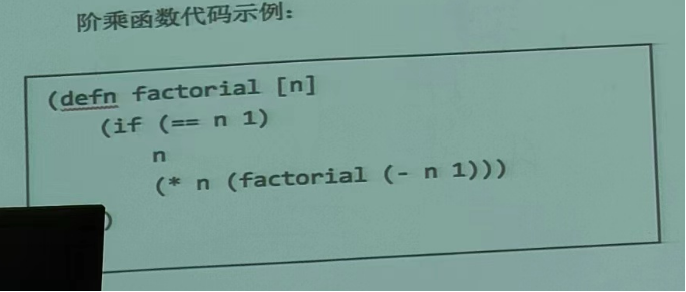 阶乘函数代码示例：
(defn factorial [n]
(if (== n 1)
n
(* n (factorial (- n 1)))
)